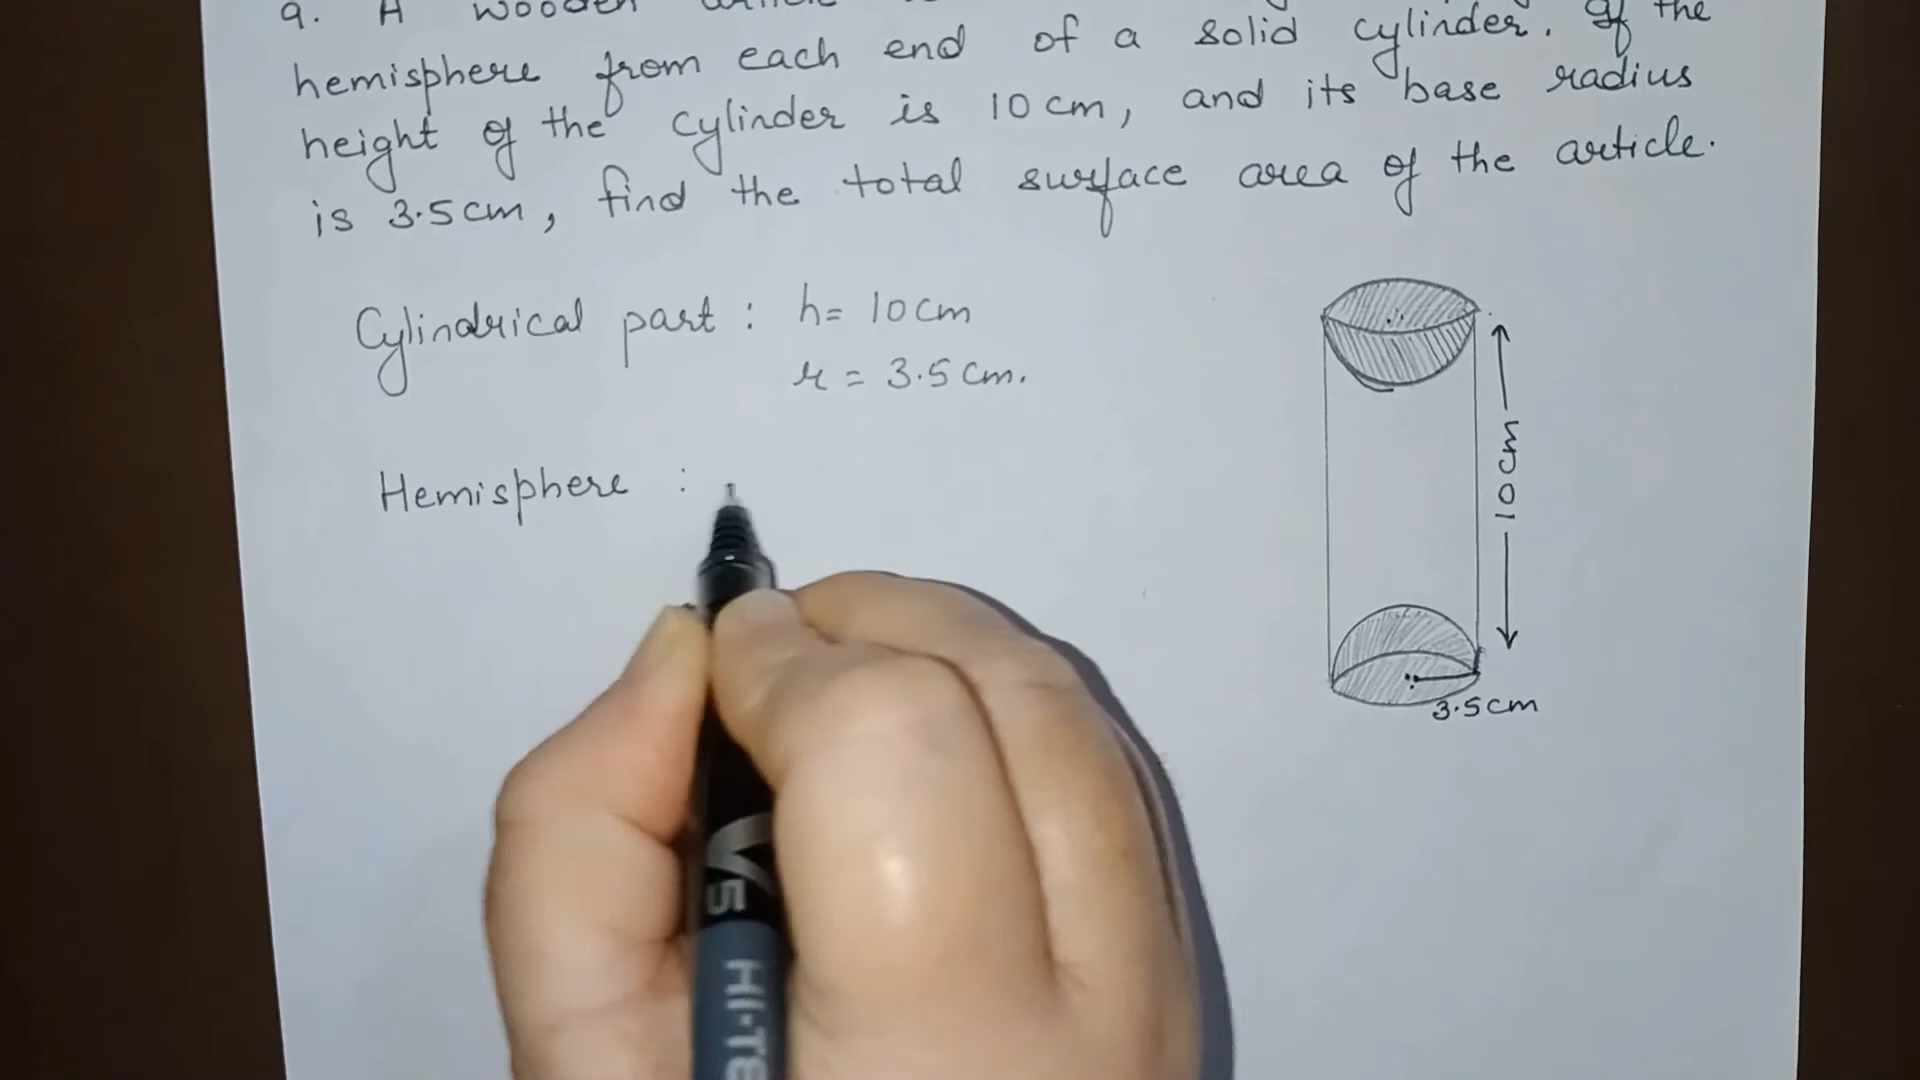 9. A wooden
hemisphere from each end of a solid cylinder. If the
height of the cylinder is 10 cm, and its base radius
is 3.5 cm, find the total surface area of the article.
Cylindrical part : h = 10 cm
r = 3.5 cm.
Hemisphere :
10 cm
3.5 cm
V5
HI-TE